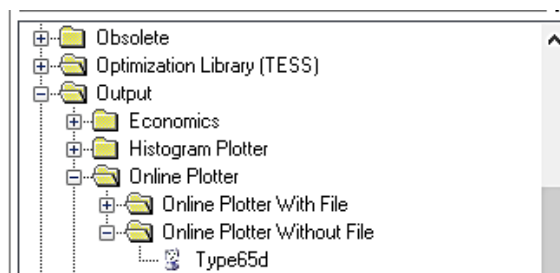 Obsolete
Optimization Library (TESS)
Output
Economics
Histogram Plotter
Online Plotter
Online Plotter With File
Online Plotter Without File
Type65d